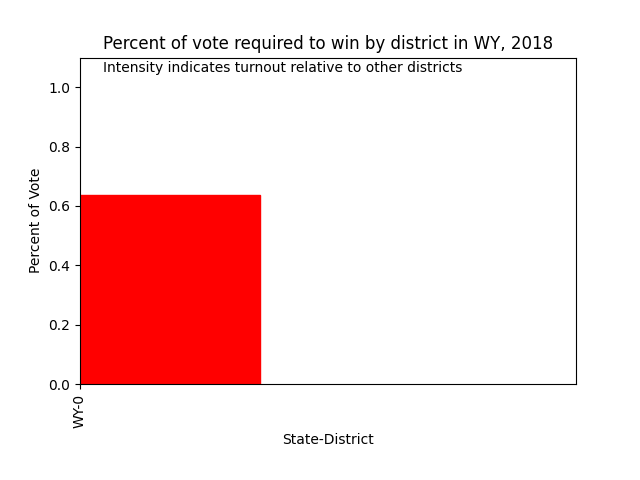 Percent of vote required to win by district in WY, 2018
Intensity indicates turnout relative to other districts
1.0
0.8
0.6
0.4
0.2
0.0
Percent of Vote
WY-0
State-District